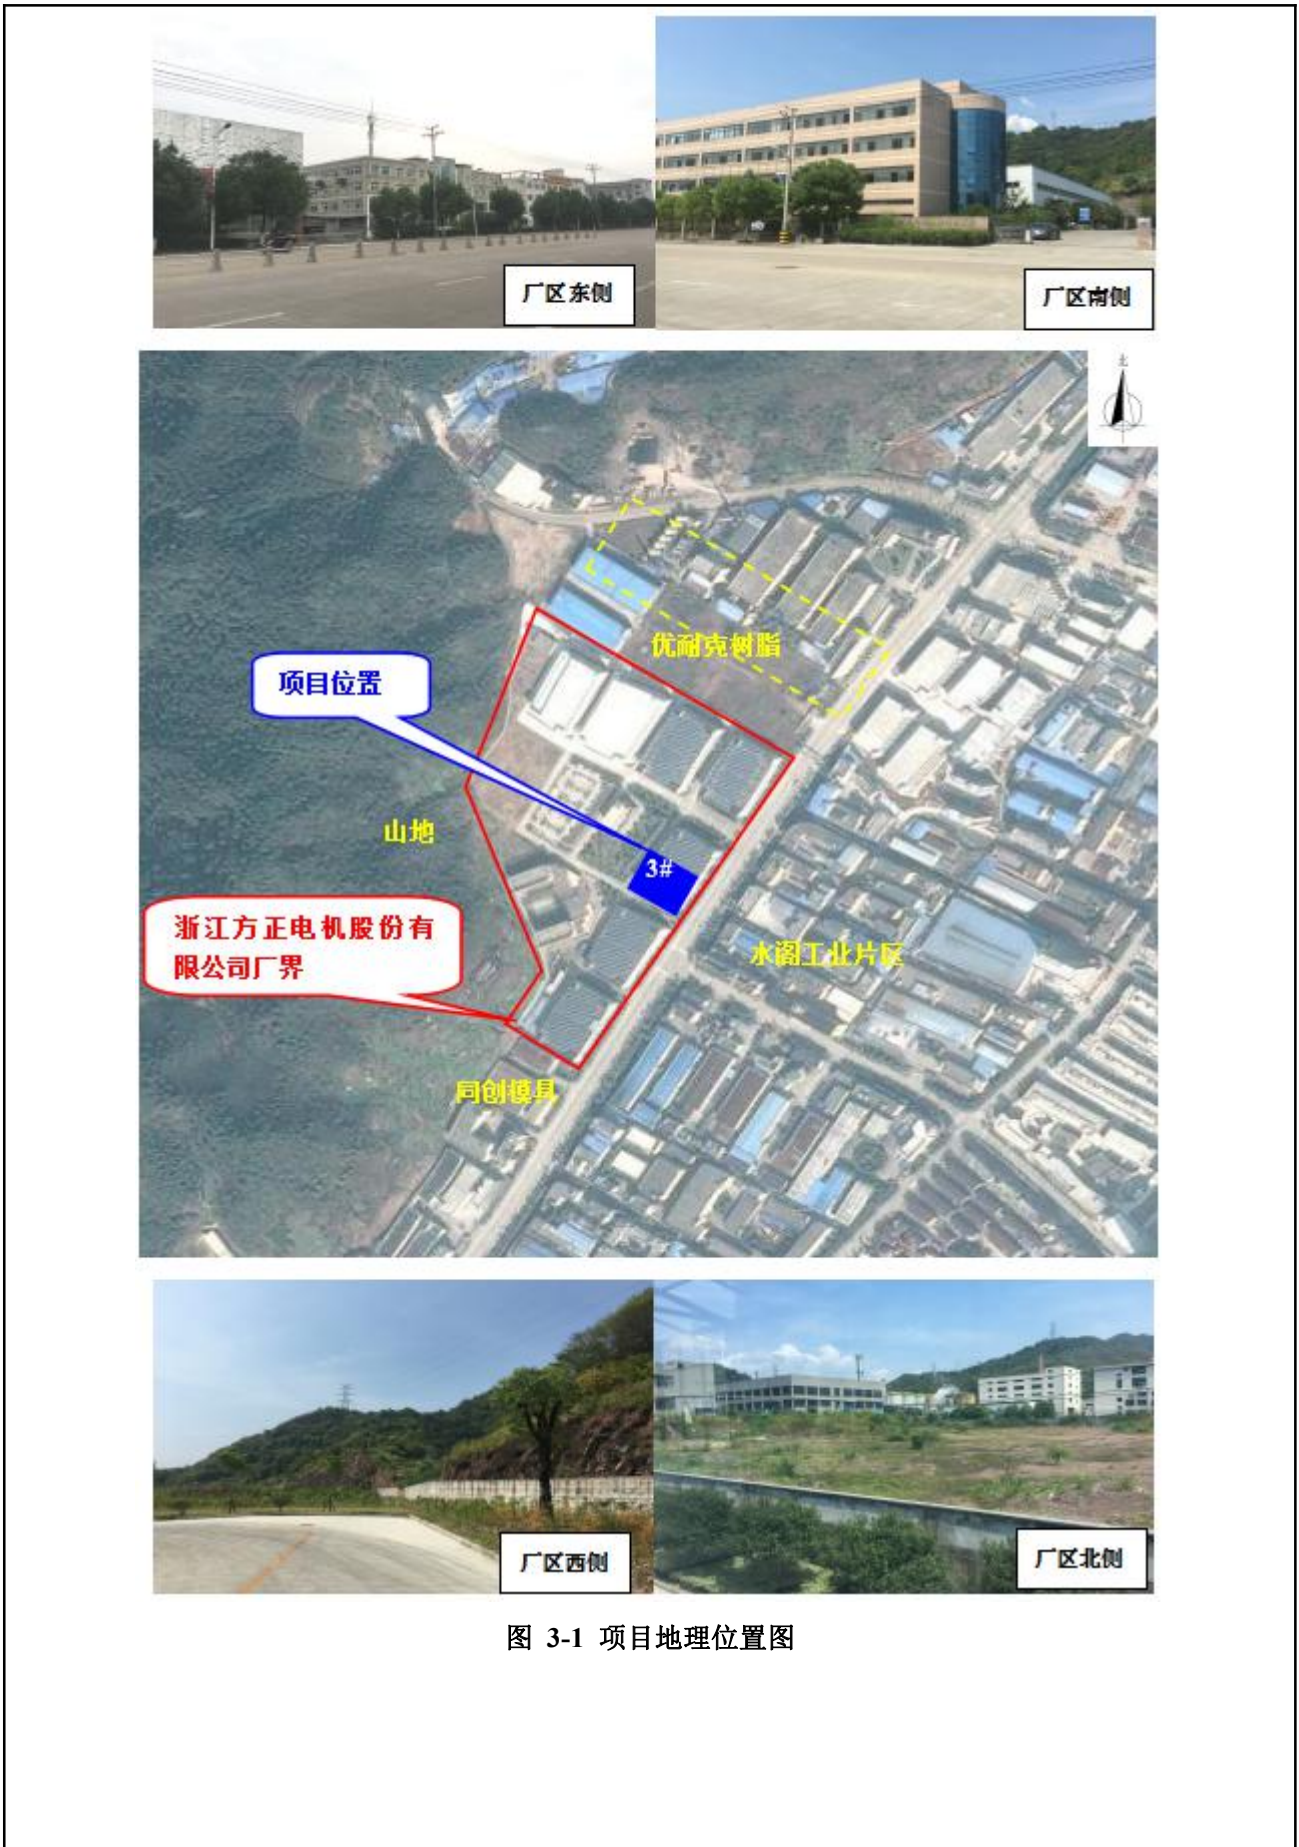 厂区东侧
厂区南侧
北
优耐克树脂
项目位置
山地
3#
浙江方正电机股份有
限公司厂界
水阁工业片区
同创模具
厂区西侧
厂区北侧
图 3-1 项目地理位置图